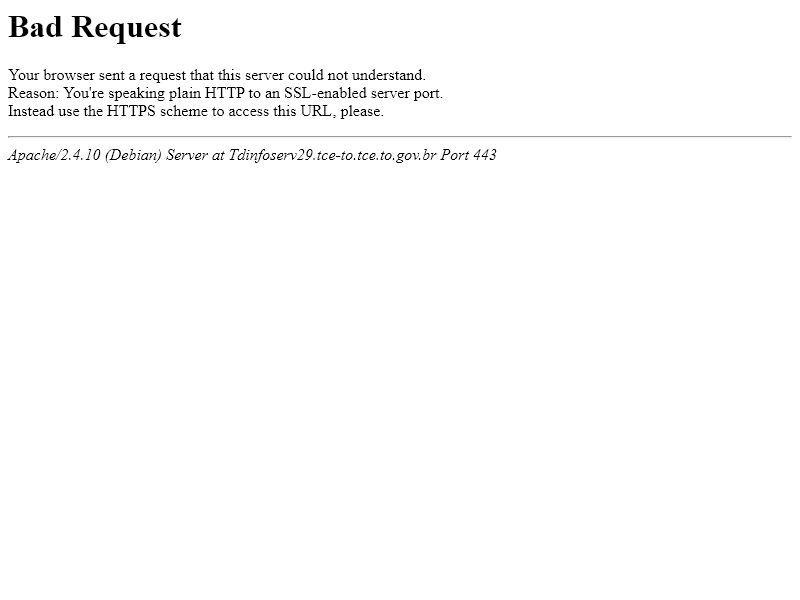 Bad Request
Your browser sent a request that this server could not understand.
Reason: You're speaking plain HTTP to an SSL-enabled server port.
Instead use the HTTPS scheme to access this URL, please.
Apache/2.4.10 (Debian) Server at Tdinfoserv29.tce-to.tce.to.gov.br Port 443